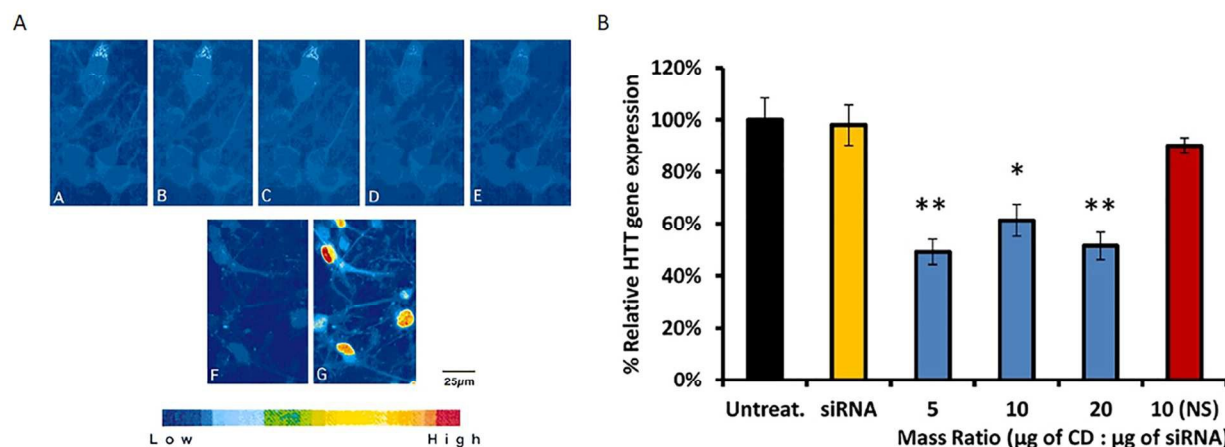 A
A
B
C
D
E
F
G
25µm
Low
High
B
% Relative HTT gene expression
120%
100%
80%
60%
40%
20%
0%
**
*
**
Untreat.
siRNA
5
10
20
10 (NS)
Mass Ratio (µg of CD : µg of siRNA)